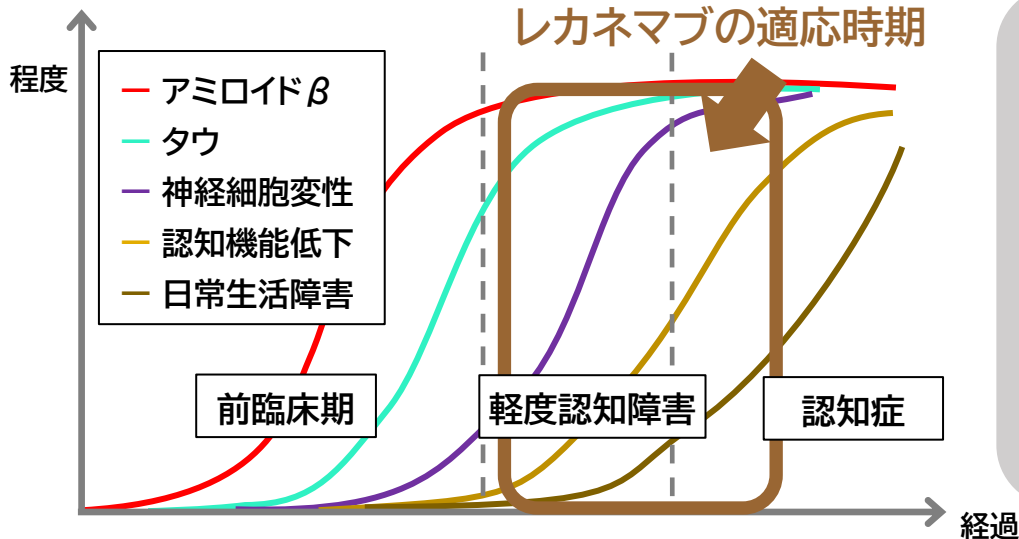 レカネマブの適応時期
程度
アミロイドβ
タウ
神経細胞変性
認知機能低下
日常生活障害
前臨床期
軽度認知障害
認知症
経過